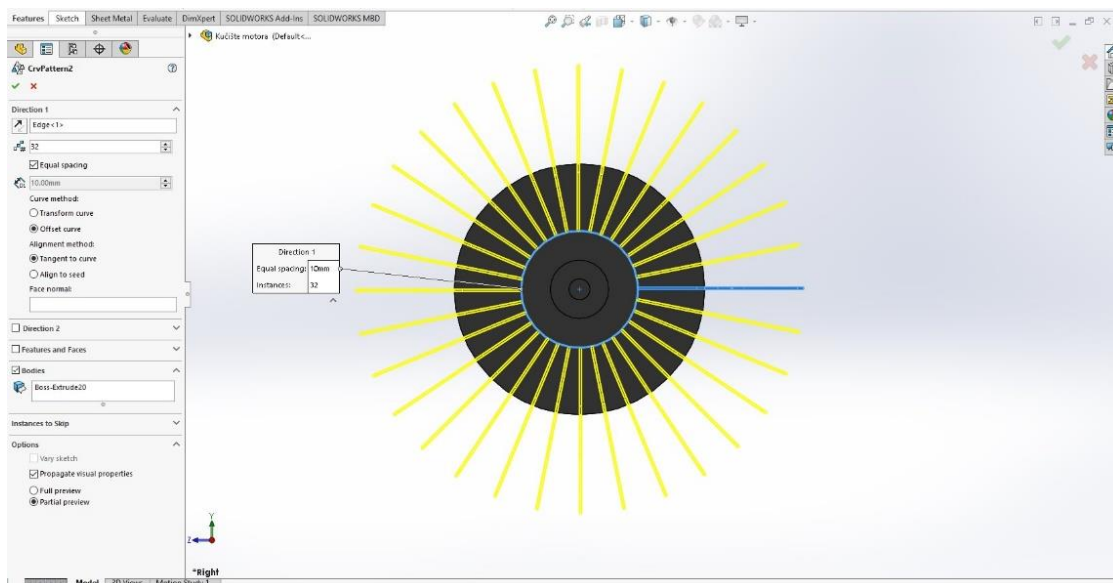 Features Sketch Sheet Metal Evaluate DimXpert SOLIDWORKS Add-Ins SOLIDWORKS MBD
Kućište motora (Default<...
CrvPattern2
Direction 1
Edge<1>
32
Equal spacing
10.00mm
Curve method:
Transform curve
Offset curve
Alignment method:
Tangent to curve
Align to seed
Face normal:
Direction 2
Features and Faces
Bodies
Boss-Extrude20
Instances to Skip
Options
Vary sketch
Propagate visual properties
Full preview
Partial preview
Direction 1
Equal spacing: 10mm
Instances: 32
Y
Z
*Right
Model 3D Views Motion Study 1